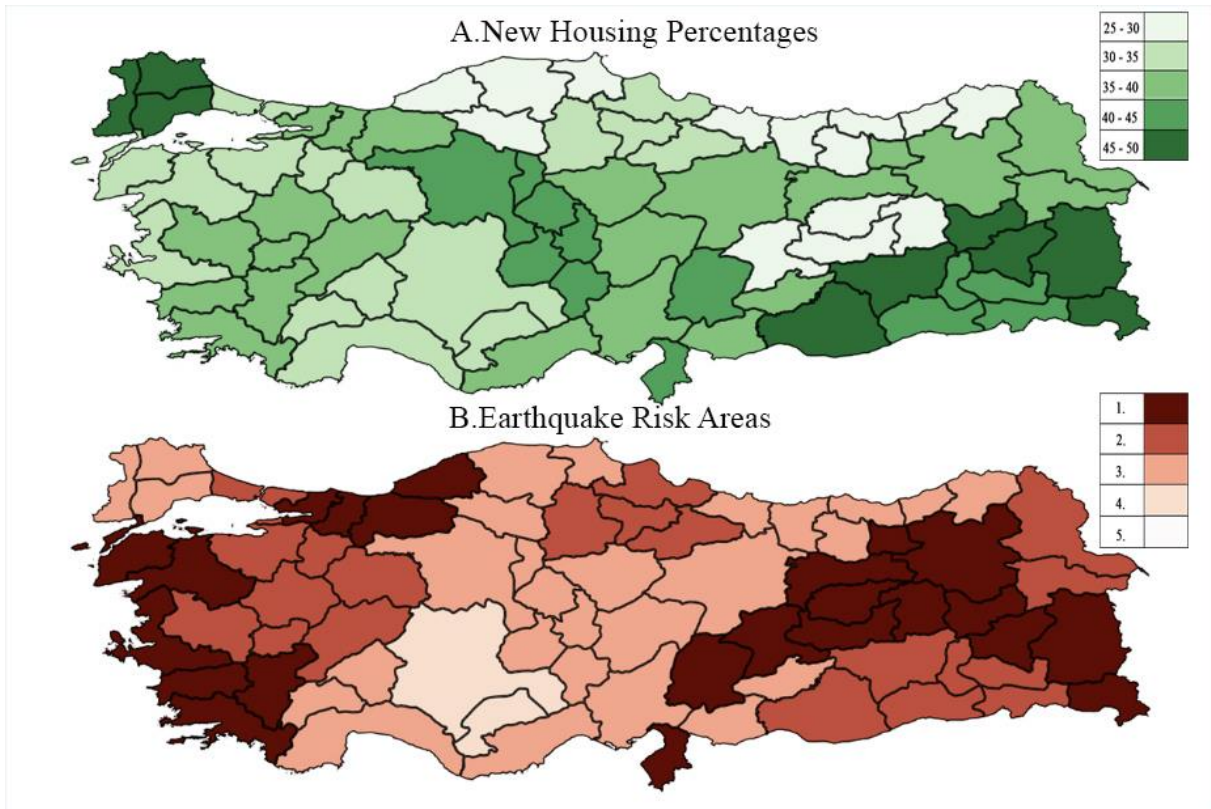 A.New Housing Percentages
25 - 30
30 - 35
35 - 40
40 - 45
45 - 50
B.Earthquake Risk Areas
1.
2.
3.
4.
5.